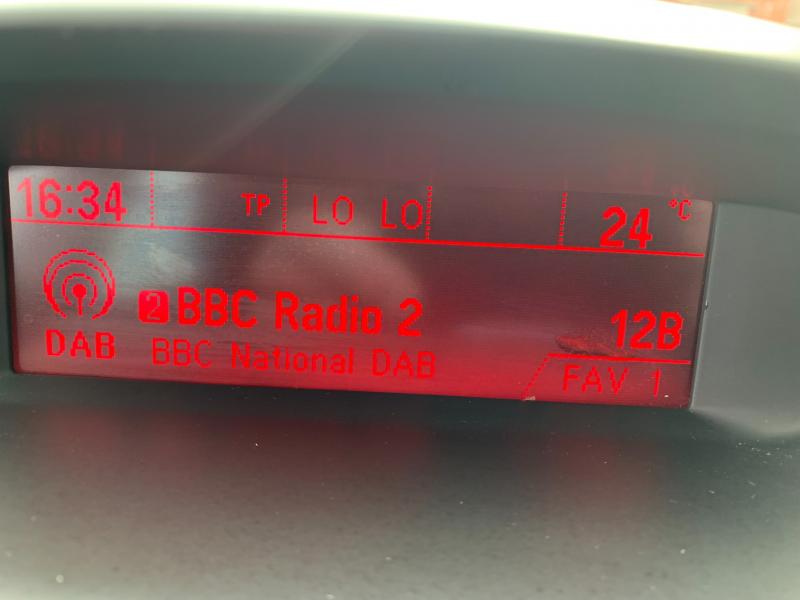 16:34 TP LO LO 24 °C
2 BBC Radio 2 12B
DAB BBC National DAB FAV 1